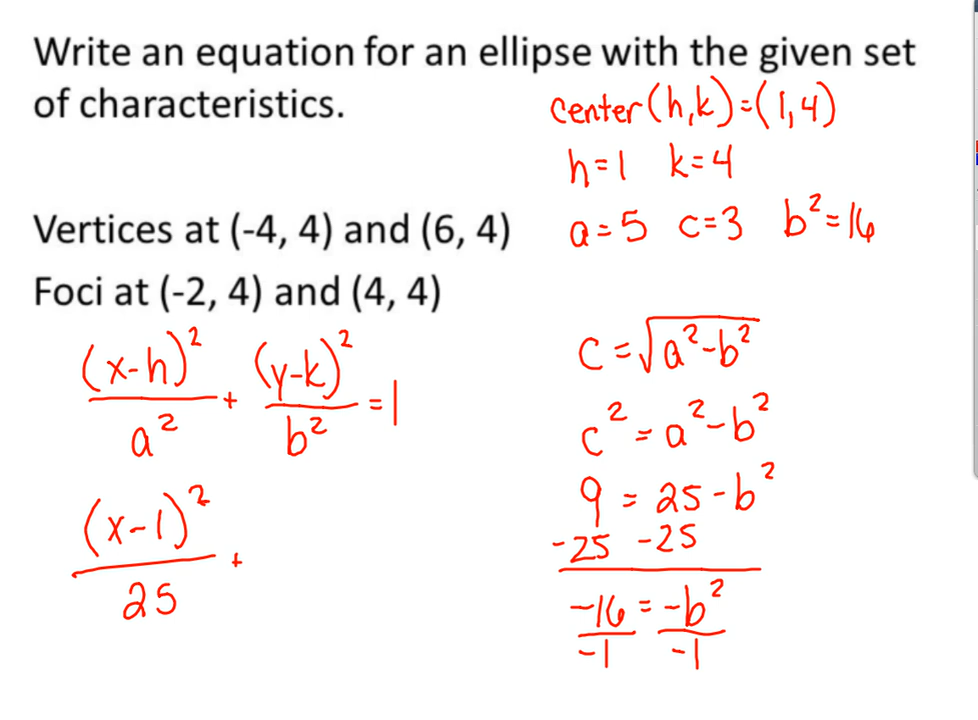 Write an equation for an ellipse with the given set
of characteristics.
center (h,k)=(1,4)
h=1 k=4
Vertices at (-4, 4) and (6, 4)
a=5 c=3 b²=16
Foci at (-2, 4) and (4, 4)
(x-h)²/a² + (y-k)²/b² = 1
(x-1)²/25 +
c=√a²-b²
c²=a²-b²
9 = 25-b²
-25 -25
-16 = -b²
-1 -1